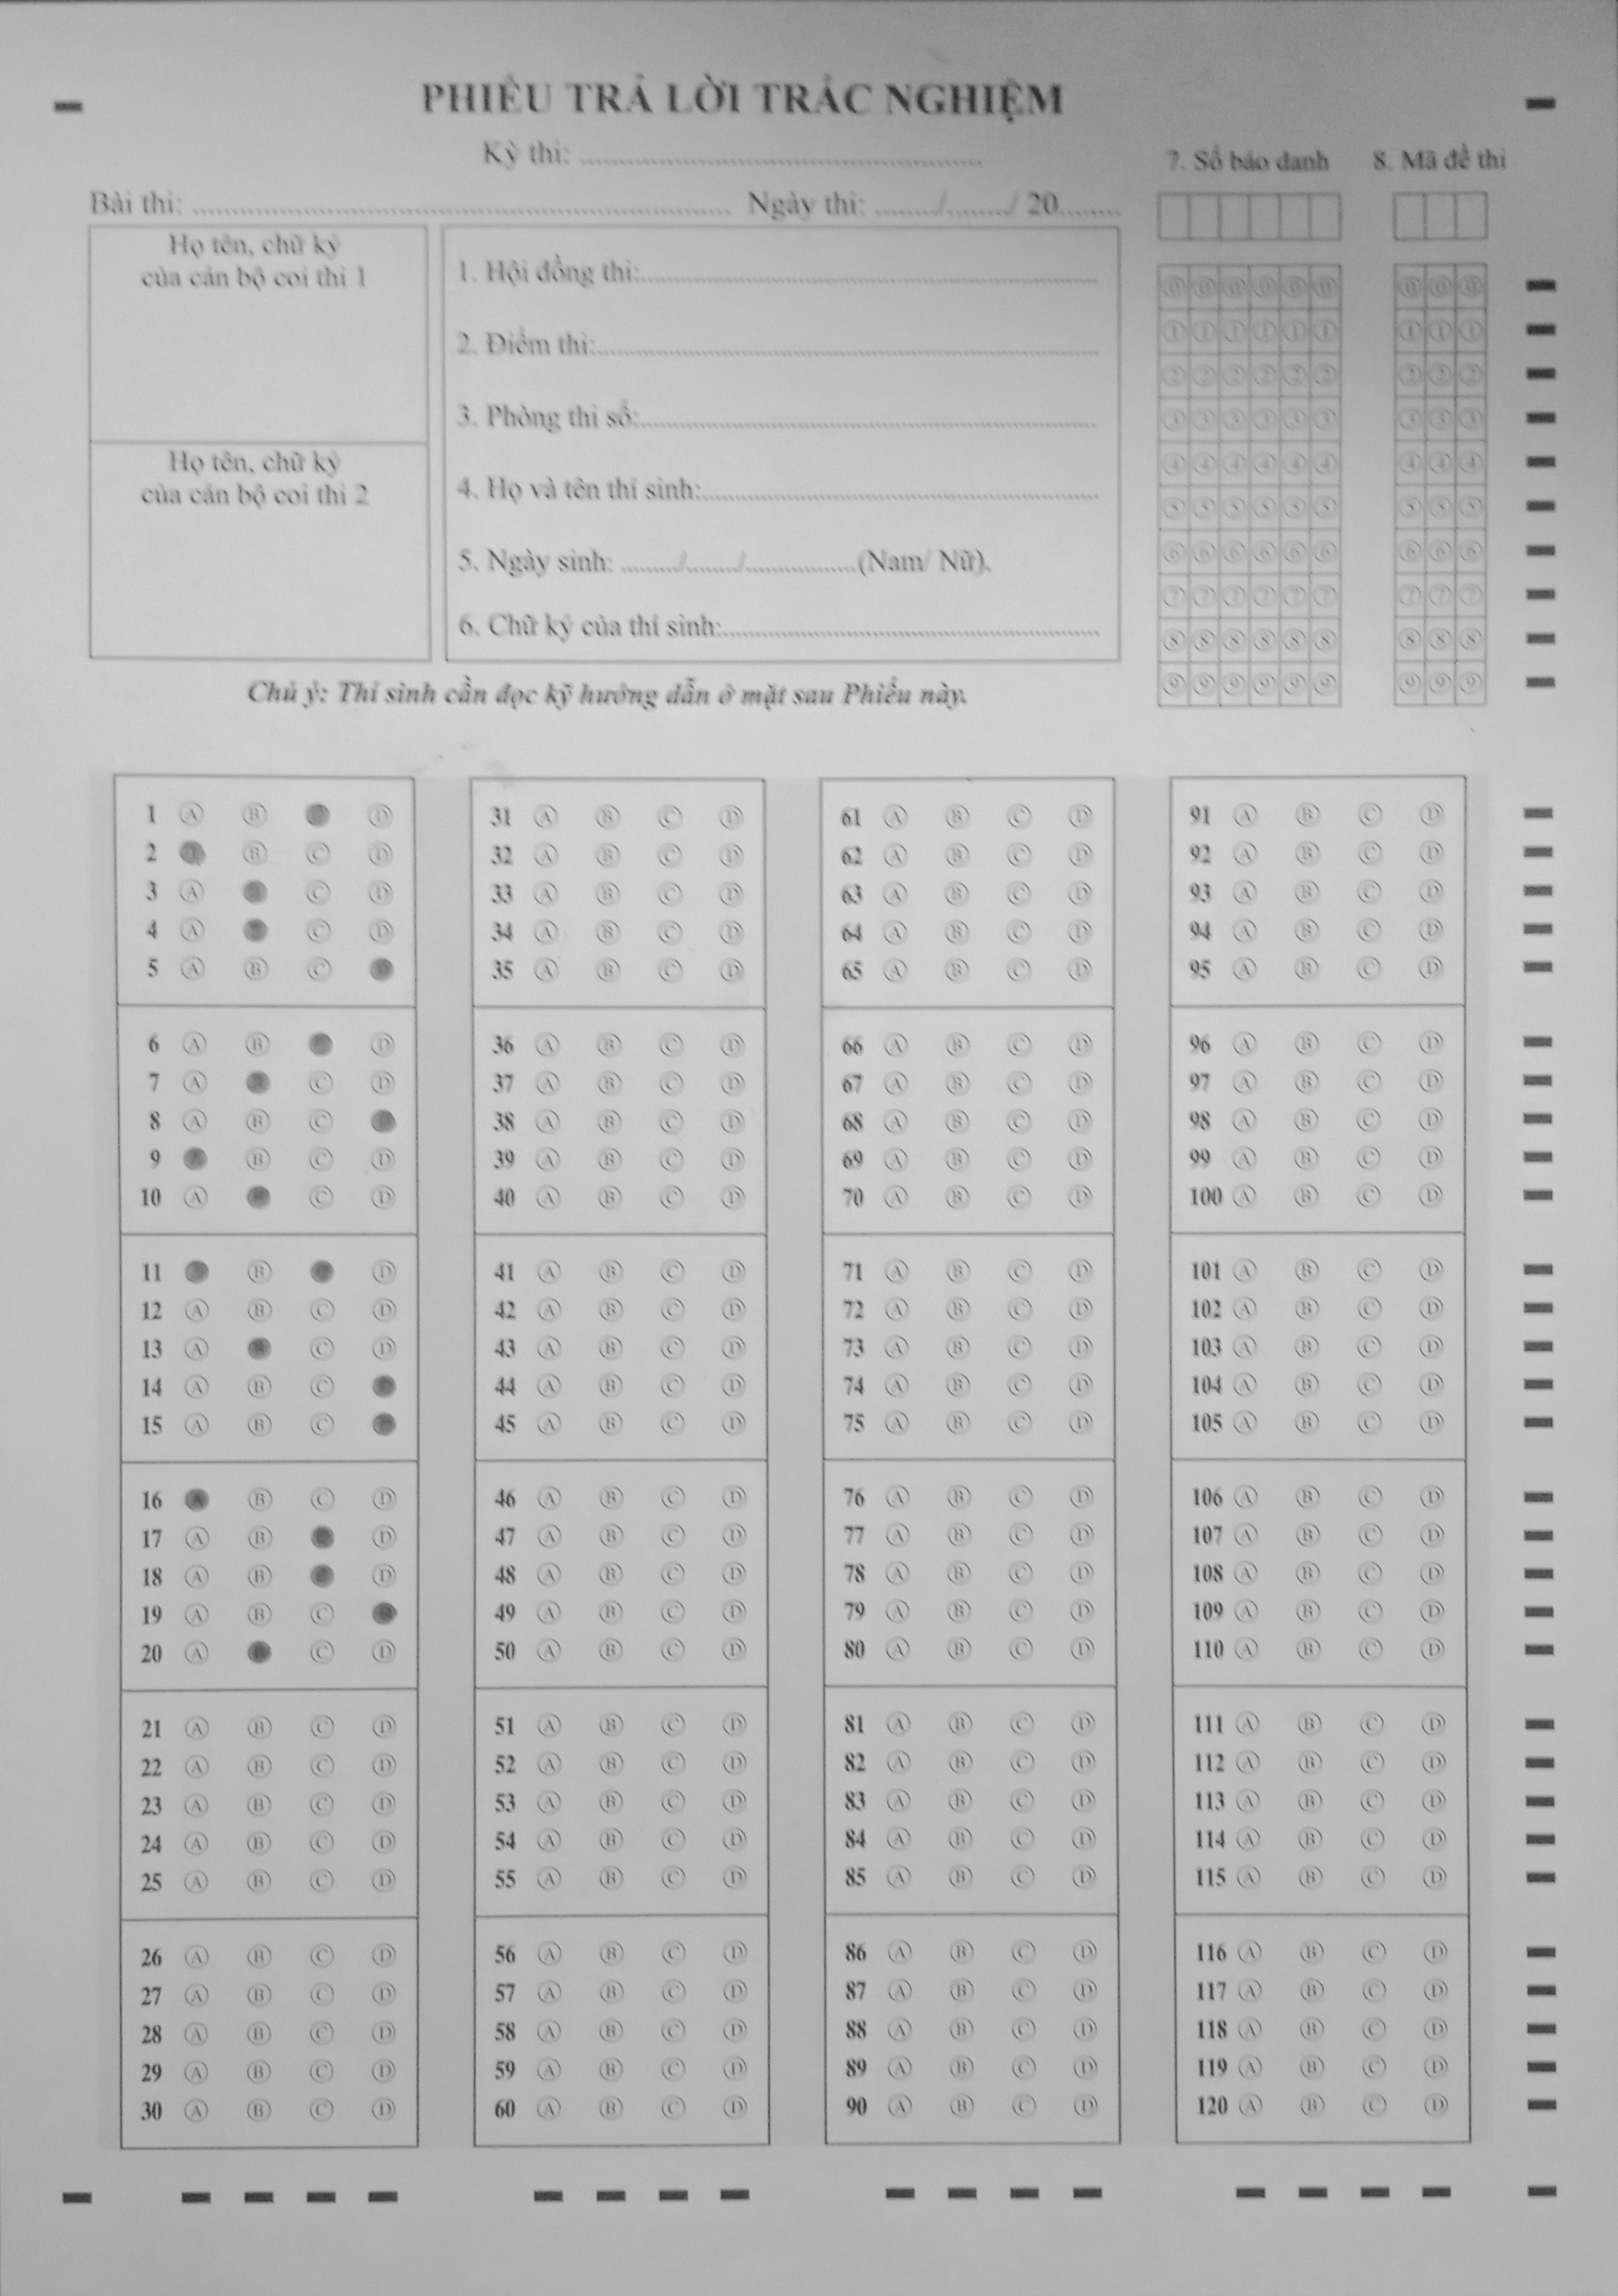 PHIẾU TRẢ LỜI TRẮC NGHIỆM
Kỳ thi: ....................................................
Bài thi: ...................................................................... Ngày thi: ........./........./ 20........
7. Số báo danh 8. Mã đề thi
Họ tên, chữ ký
của cán bộ coi thi 1
Họ tên, chữ ký
của cán bộ coi thi 2
1. Hội đồng thi:............................................................
2. Điểm thi:..................................................................
3. Phòng thi số:............................................................
4. Họ và tên thí sinh:....................................................
5. Ngày sinh: ........./......../.................(Nam/ Nữ).
6. Chữ ký của thí sinh:..................................................
0 0 0 0 0 0 0 0 0
1 1 1 1 1 1 1 1 1
2 2 2 2 2 2 2 2 2
3 3 3 3 3 3 3 3 3
4 4 4 4 4 4 4 4 4
5 5 5 5 5 5 5 5 5
6 6 6 6 6 6 6 6 6
7 7 7 7 7 7 7 7 7
8 8 8 8 8 8 8 8 8
9 9 9 9 9 9 9 9 9
Chú ý: Thí sinh cần đọc kỹ hướng dẫn ở mặt sau Phiếu này.
1 A B D
2 B C D
3 A C D
4 A C D
5 A B C
6 A B D
7 A C D
8 A B C
9 B C D
10 A C D
11 B D
12 A B C D
13 A C D
14 A B C
15 A B C
16 A B C D
17 A B D
18 A B D
19 A B C
20 A C D
21 A B C D
22 A B C D
23 A B C D
24 A B C D
25 A B C D
26 A B C D
27 A B C D
28 A B C D
29 A B C D
30 A B C D
31 A B C D
32 A B C D
33 A B C D
34 A B C D
35 A B C D
36 A B C D
37 A B C D
38 A B C D
39 A B C D
40 A B C D
41 A B C D
42 A B C D
43 A B C D
44 A B C D
45 A B C D
46 A B C D
47 A B C D
48 A B C D
49 A B C D
50 A B C D
51 A B C D
52 A B C D
53 A B C D
54 A B C D
55 A B C D
56 A B C D
57 A B C D
58 A B C D
59 A B C D
60 A B C D
61 A B C D
62 A B C D
63 A B C D
64 A B C D
65 A B C D
66 A B C D
67 A B C D
68 A B C D
69 A B C D
70 A B C D
71 A B C D
72 A B C D
73 A B C D
74 A B C D
75 A B C D
76 A B C D
77 A B C D
78 A B C D
79 A B C D
80 A B C D
81 A B C D
82 A B C D
83 A B C D
84 A B C D
85 A B C D
86 A B C D
87 A B C D
88 A B C D
89 A B C D
90 A B C D
91 A B C D
92 A B C D
93 A B C D
94 A B C D
95 A B C D
96 A B C D
97 A B C D
98 A B C D
99 A B C D
100 A B C D
101 A B C D
102 A B C D
103 A B C D
104 A B C D
105 A B C D
106 A B C D
107 A B C D
108 A B C D
109 A B C D
110 A B C D
111 A B C D
112 A B C D
113 A B C D
114 A B C D
115 A B C D
116 A B C D
117 A B C D
118 A B C D
119 A B C D
120 A B C D